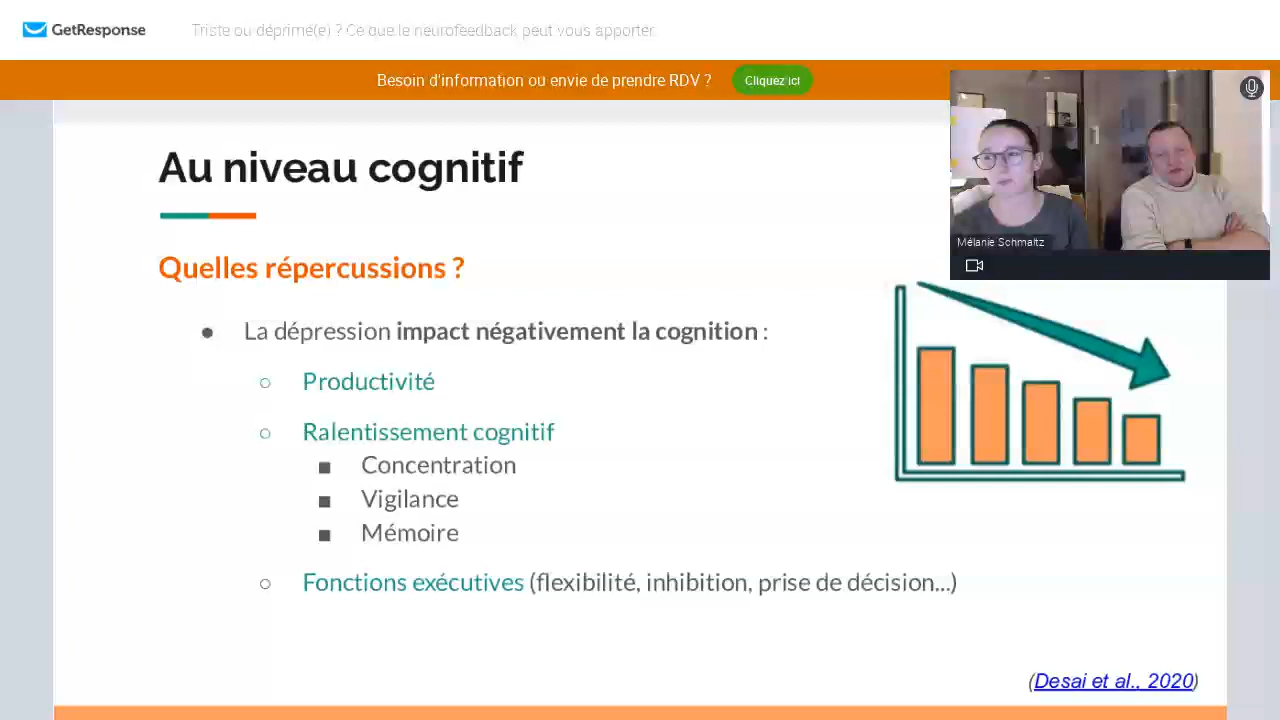 GetResponse
Triste ou déprimé(e) ? Ce que le neurofeedback peut vous apporter
Besoin d'information ou envie de prendre RDV ?
Cliquez ici
Mélanie Schmaltz
Au niveau cognitif
Quelles répercussions ?
● La dépression impact négativement la cognition :
○ Productivité
○ Ralentissement cognitif
■ Concentration
■ Vigilance
■ Mémoire
○ Fonctions exécutives (flexibilité, inhibition, prise de décision...)
(Desai et al., 2020)